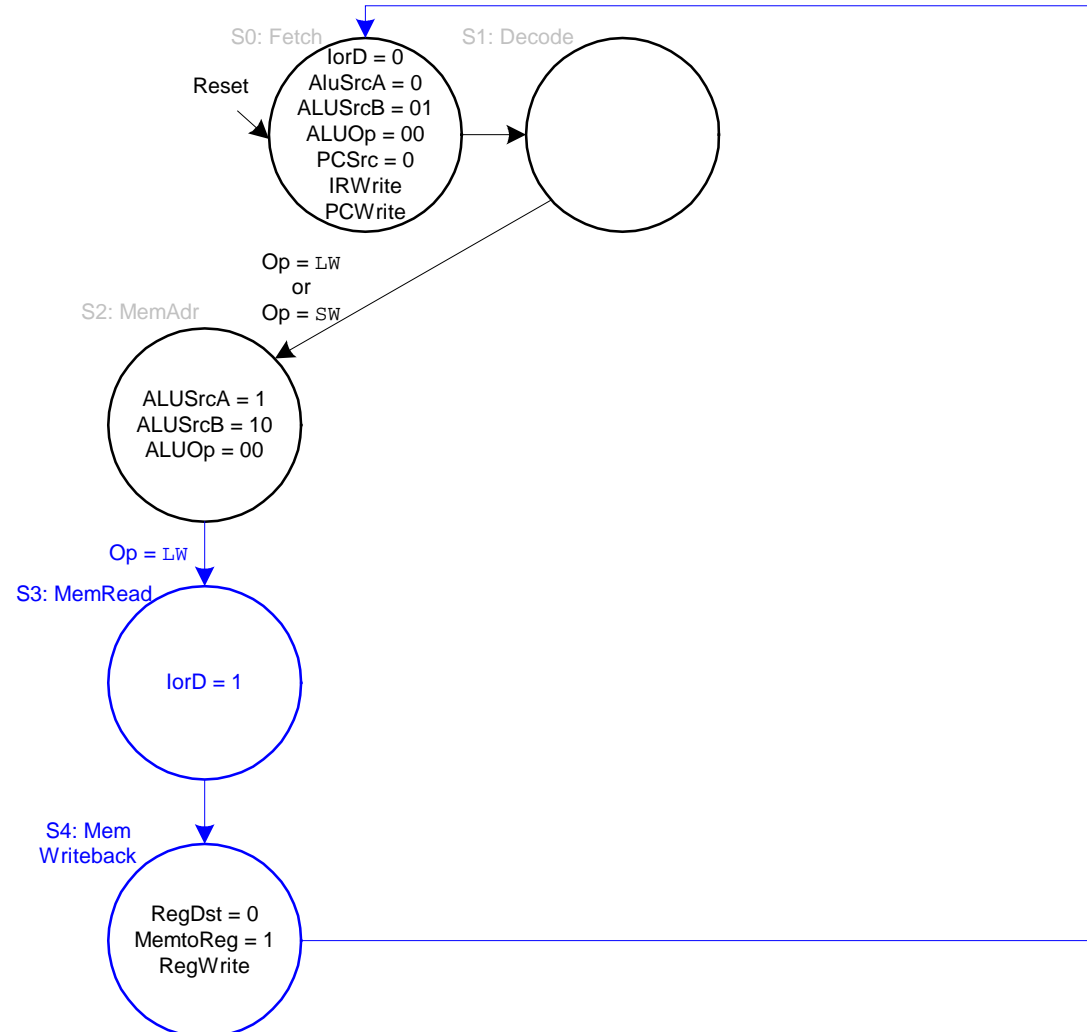 S0: Fetch
S1: Decode
Reset
IorD = 0
AluSrcA = 0
ALUSrcB = 01
ALUOp = 00
PCSrc = 0
IRWrite
PCWrite
Op = LW
or
Op = SW
S2: MemAdr
ALUSrcA = 1
ALUSrcB = 10
ALUOp = 00
Op = LW
S3: MemRead
IorD = 1
S4: Mem
Writeback
RegDst = 0
MemtoReg = 1
RegWrite